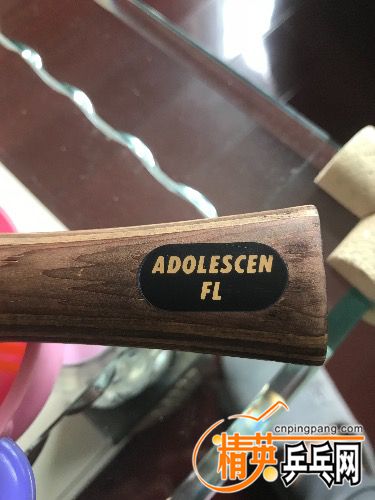 ADOLESCEN
FL
cnpingpang.com
精英乒乓网